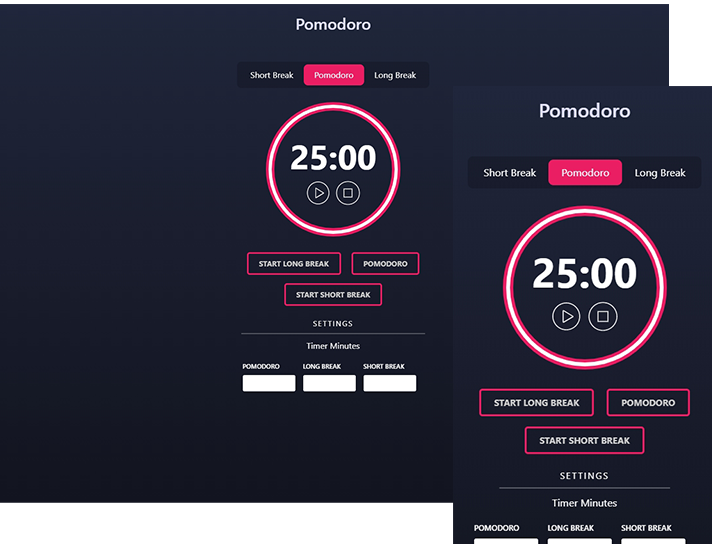 Pomodoro
Short Break Pomodoro Long Break
25:00
START LONG BREAK POMODORO
START SHORT BREAK
SETTINGS
Timer Minutes
POMODORO LONG BREAK SHORT BREAK
Pomodoro
Short Break Pomodoro Long Break
25:00
START LONG BREAK POMODORO
START SHORT BREAK
SETTINGS
Timer Minutes
POMODORO LONG BREAK SHORT BREAK